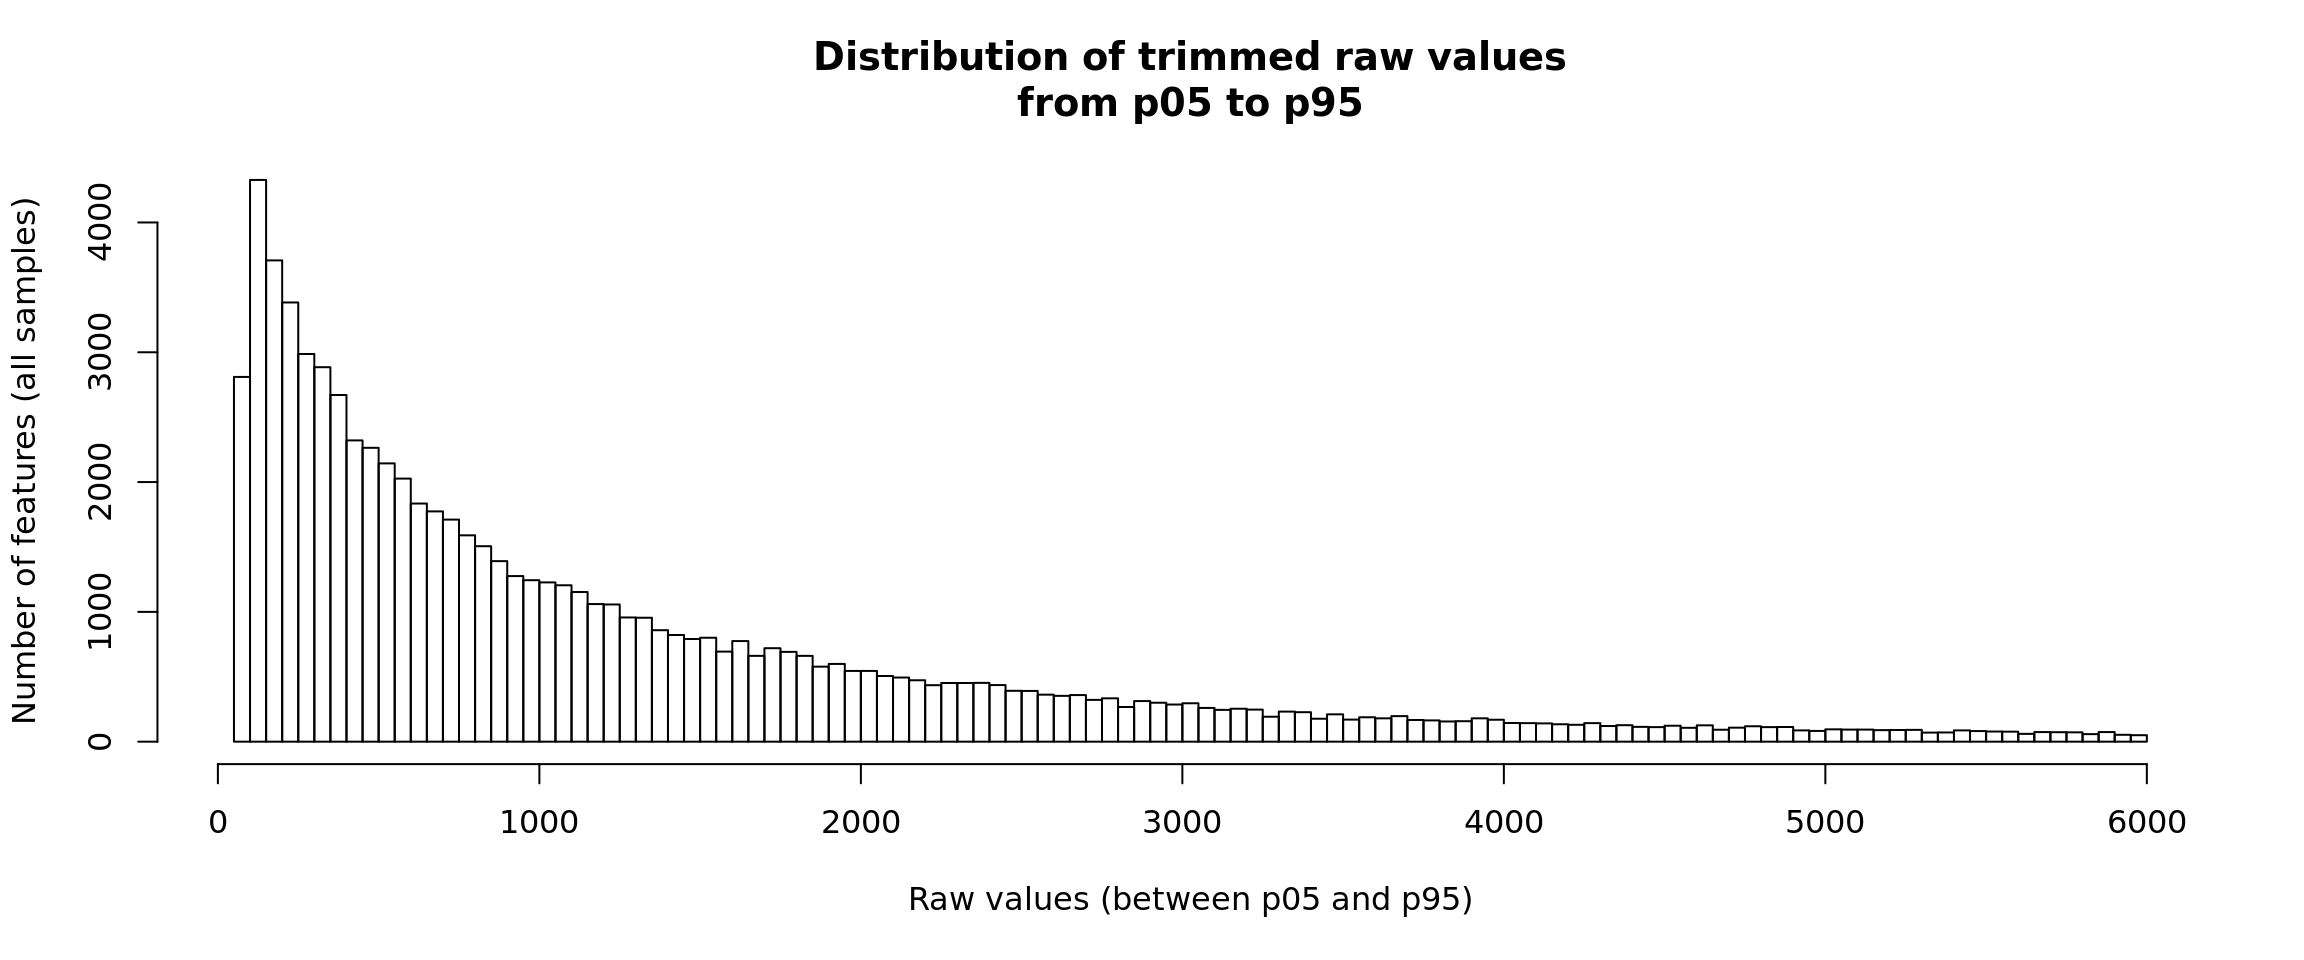 Distribution of trimmed raw values
from p05 to p95
Number of features (all samples)
4000
3000
2000
1000
0
0 1000 2000 3000 4000 5000 6000
Raw values (between p05 and p95)